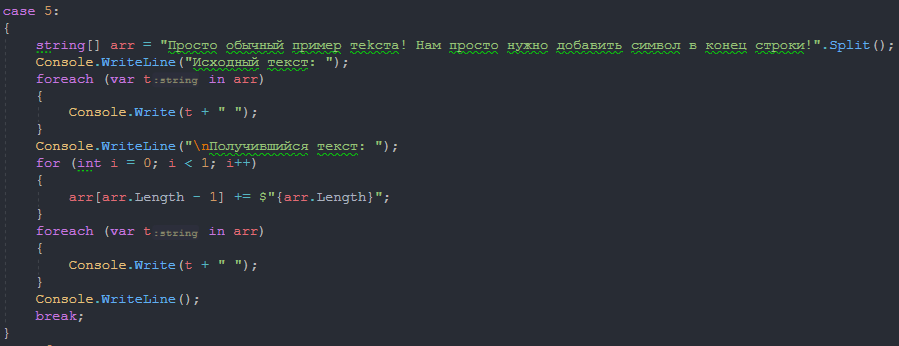 case 5:
{
string[] arr = "Просто обычный пример текста! Нам просто нужно добавить символ в конец строки!".Split();
Console.WriteLine("Исходный текст: ");
foreach (var t:string in arr)
{
Console.Write(t + " ");
}
Console.WriteLine("\nПолучившийся текст: ");
for (int i = 0; i < 1; i++)
{
arr[arr.Length - 1] += $"{arr.Length}";
}
foreach (var t:string in arr)
{
Console.Write(t + " ");
}
Console.WriteLine();
break;
}